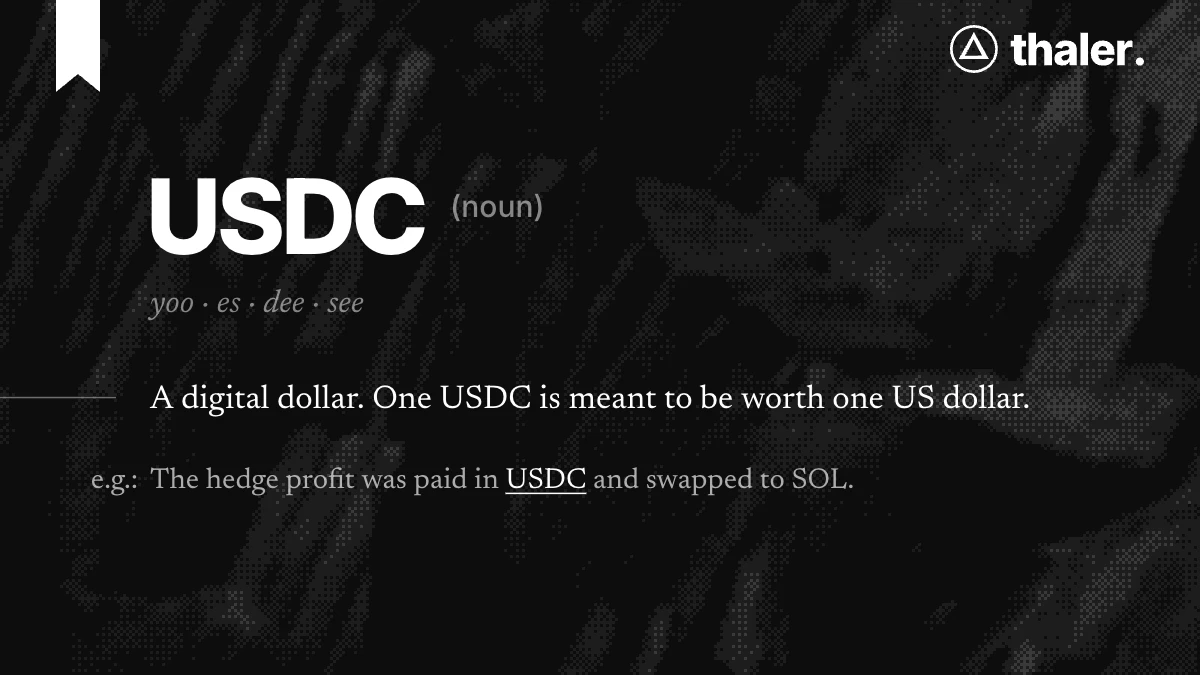 thaler.
USDC (noun)
yoo · es · dee · see
A digital dollar. One USDC is meant to be worth one US dollar.
e.g.: The hedge profit was paid in USDC and swapped to SOL.